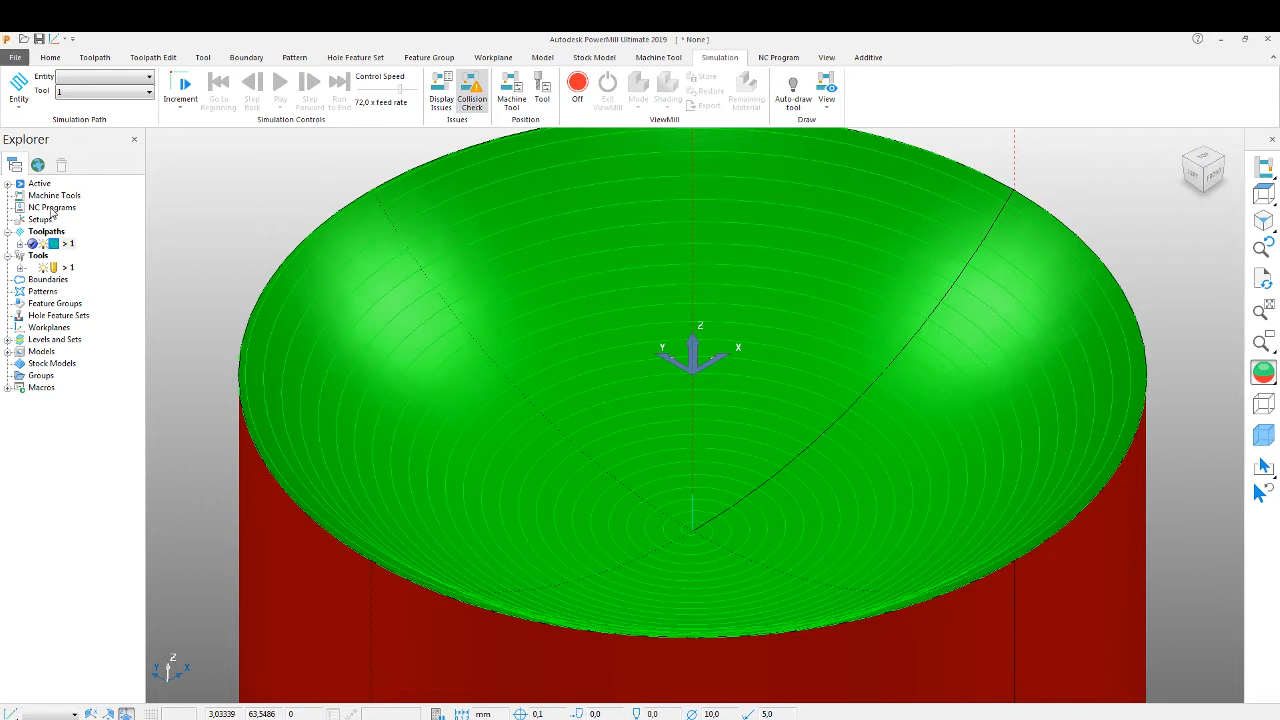 Autodesk PowerMill Ultimate 2019 [ * None ]
File Home Toolpath Toolpath Edit Tool Boundary Pattern Hole Feature Set Feature Group Workplane Model Stock Model Machine Tool Simulation NC Program View Additive
Entity
Entity
Tool 1
Simulation Path
Increment
Go to Beginning
Step Back
Play
Step Forward
Run to End
Control Speed
72,0 x feed rate
Simulation Controls
Display Issues
Collision Check
Issues
Machine Tool
Tool
Position
Off
Exit ViewMill
Mode
Shading
Store
Restore
Export
Remaining Material
ViewMill
Auto-draw tool
View
Draw
Explorer
Active
Machine Tools
NC Programs
Setups
Toolpaths
> 1
Tools
> 1
Boundaries
Patterns
Feature Groups
Hole Feature Sets
Workplanes
Levels and Sets
Models
Stock Models
Groups
Macros
TOP
LEFT
FRONT
Z
Y
X
Z
Y
X
3,03339 63,5486 0 mm 0,1 0,0 0,0 10,0 5,0